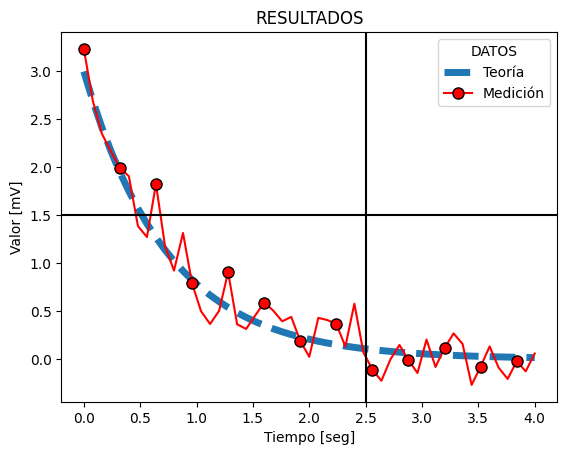 RESULTADOS
DATOS
Teoría
Medición
Valor [mV]
3.0
2.5
2.0
1.5
1.0
0.5
0.0
0.0 0.5 1.0 1.5 2.0 2.5 3.0 3.5 4.0
Tiempo [seg]